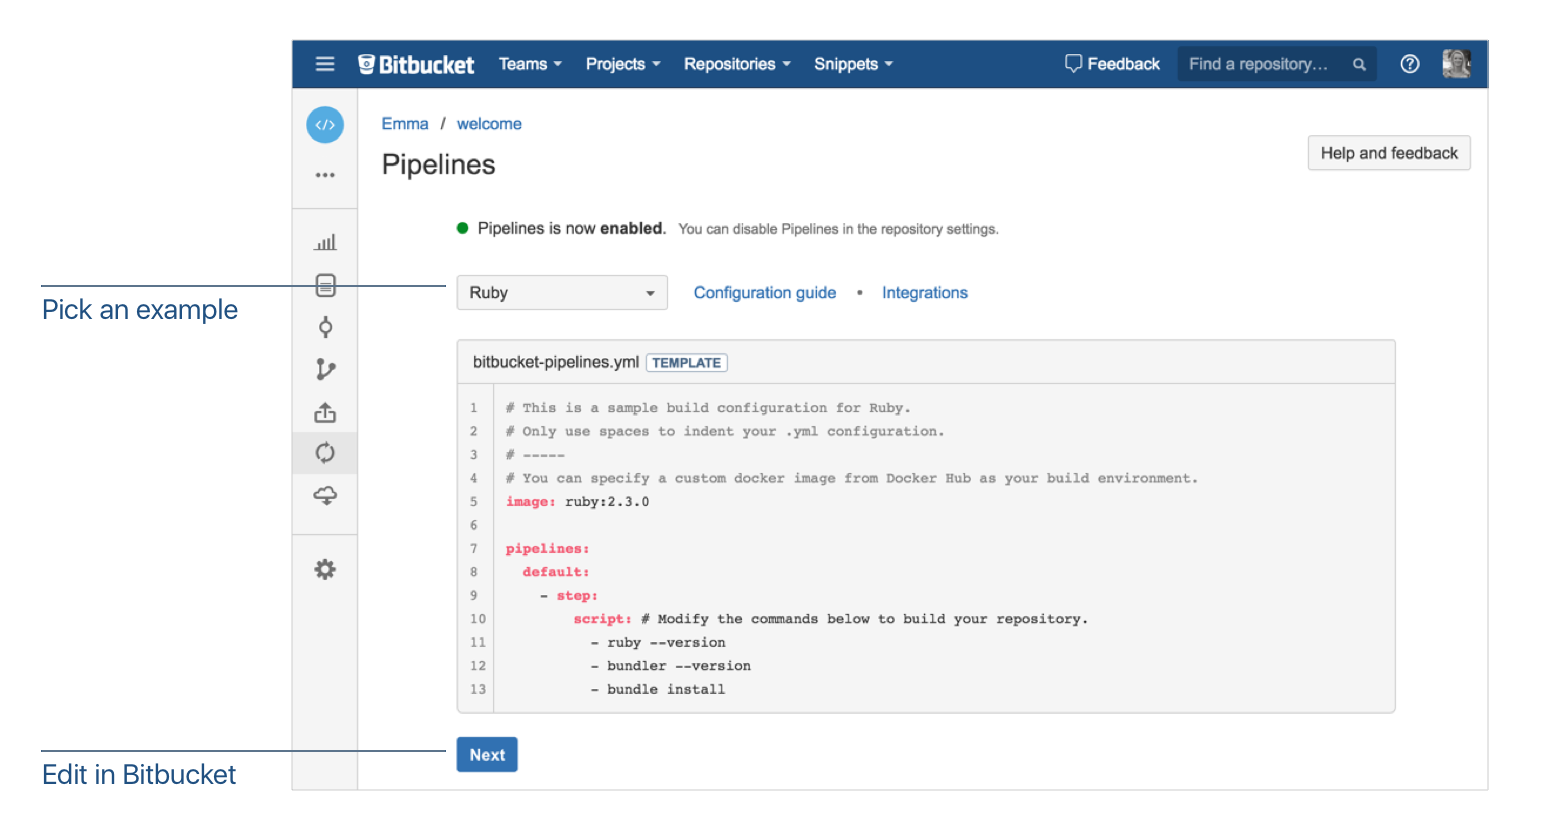 Bitbucket Teams Projects Repositories Snippets Feedback Find a repository...
Emma / welcome
Pipelines
Help and feedback
Pipelines is now enabled. You can disable Pipelines in the repository settings.
Pick an example
Ruby Configuration guide • Integrations
bitbucket-pipelines.yml TEMPLATE
1 # This is a sample build configuration for Ruby.
2 # Only use spaces to indent your .yml configuration.
3 # -----
4 # You can specify a custom docker image from Docker Hub as your build environment.
5 image: ruby:2.3.0
6
7 pipelines:
8 default:
9 - step:
10 script: # Modify the commands below to build your repository.
11 - ruby --version
12 - bundler --version
13 - bundle install
Next
Edit in Bitbucket